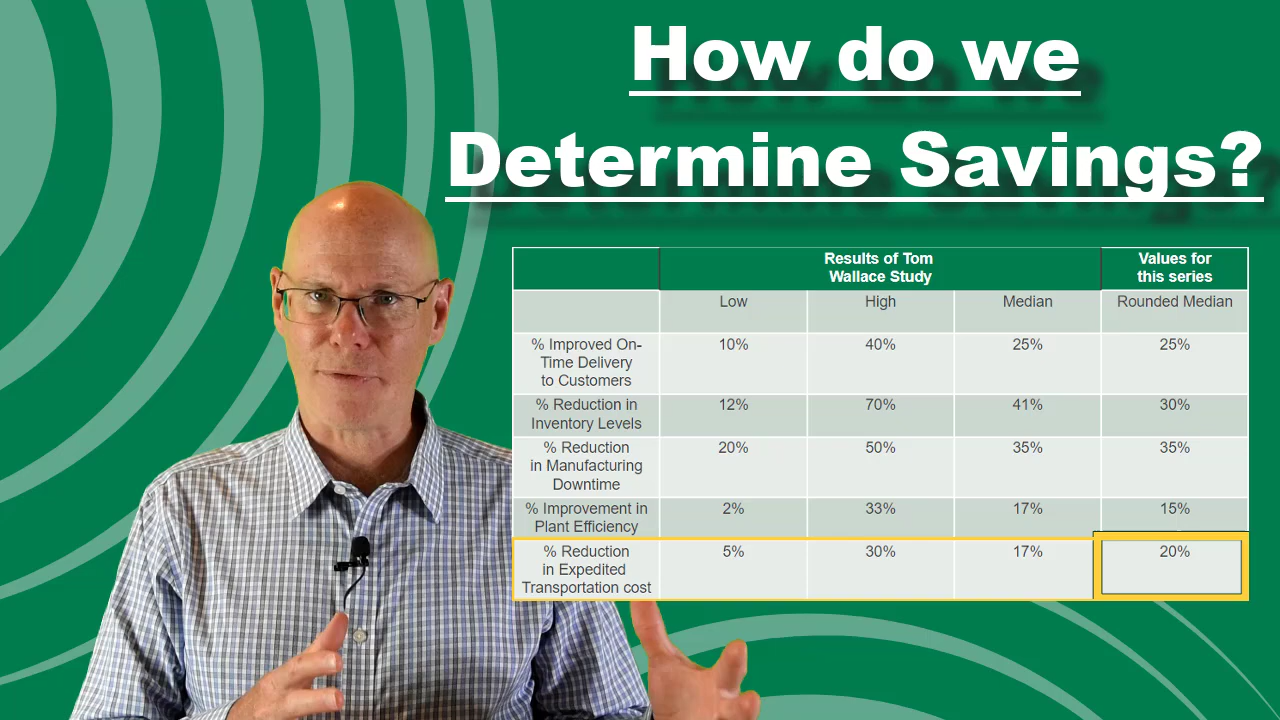 How do we
Determine Savings?
Results of Tom
Wallace Study
Values for
this series
Low
High
Median
Rounded Median
% Improved On-
Time Delivery
to Customers
10%
40%
25%
25%
% Reduction in
Inventory Levels
12%
70%
41%
30%
% Reduction
in Manufacturing
Downtime
20%
50%
35%
35%
% Improvement in
Plant Efficiency
2%
33%
17%
15%
% Reduction
in Expedited
Transportation cost
5%
30%
17%
20%